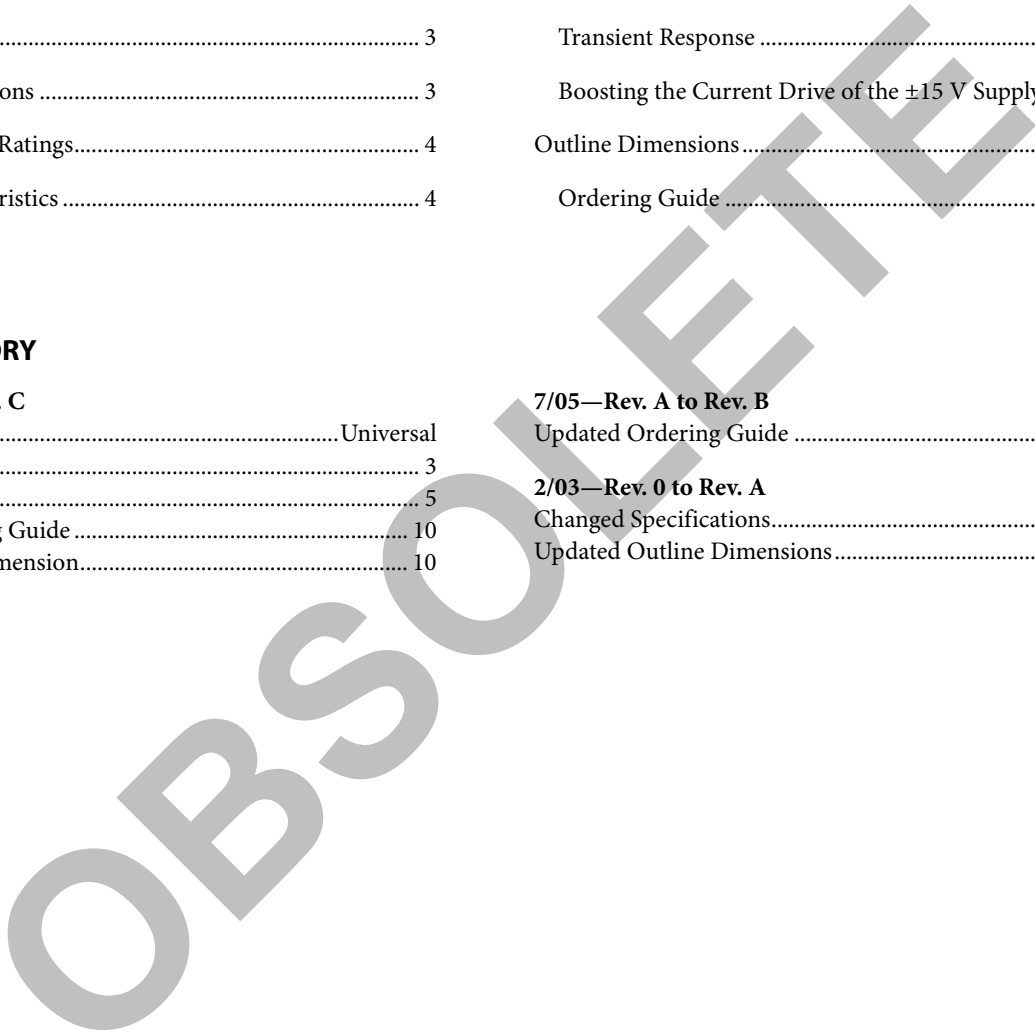 ........ 3
ons ........ 3
Ratings ........ 4
ristics ........ 4
Transient Response ........
Boosting the Current Drive of the ±15 V Supply
Outline Dimensions ........
Ordering Guide ........
ORY
. C
........ Universal
........ 3
........ 5
g Guide ........ 10
mension ........ 10
7/05—Rev. A to Rev. B
Updated Ordering Guide ........
2/03—Rev. 0 to Rev. A
Changed Specifications ........
Updated Outline Dimensions ........
OBSOLETE